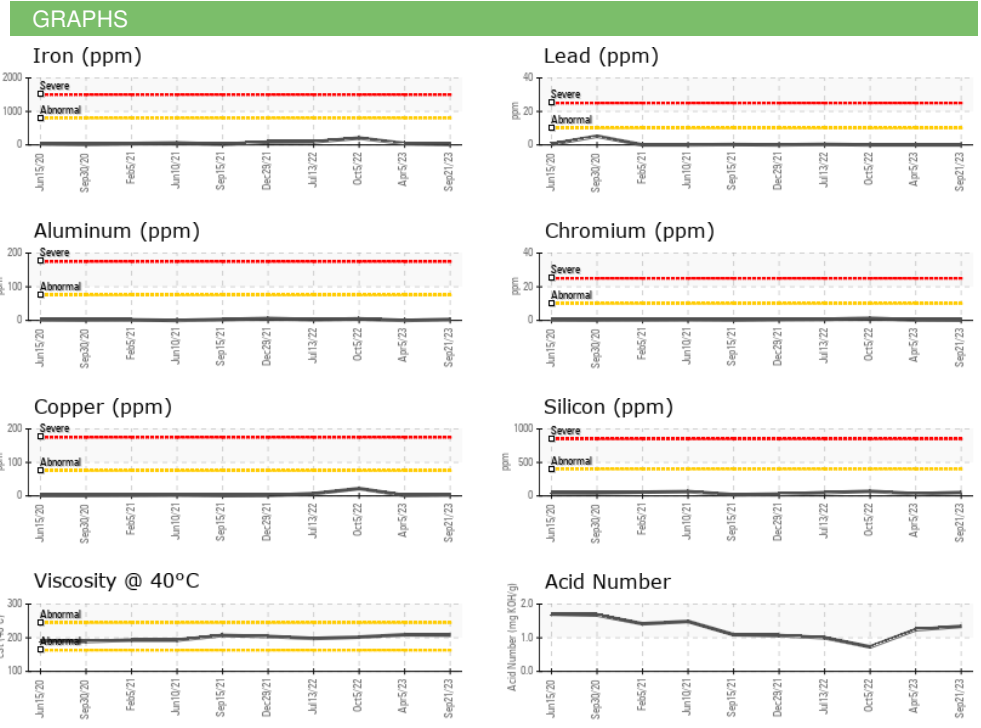 GRAPHS
Iron (ppm)
2000
1000
0
Severe
Abnormal
Jun15/20
Sep30/20
Feb5/21
Jun10/21
Sep15/21
Dec29/21
Jul13/22
Oct5/22
Apr5/23
Sep21/23
Lead (ppm)
ppm
40
20
0
Severe
Abnormal
Jun15/20
Sep30/20
Feb5/21
Jun10/21
Sep15/21
Dec29/21
Jul13/22
Oct5/22
Apr5/23
Sep21/23
Aluminum (ppm)
ppm
200
100
0
Severe
Abnormal
Jun15/20
Sep30/20
Feb5/21
Jun10/21
Sep15/21
Dec29/21
Jul13/22
Oct5/22
Apr5/23
Sep21/23
Chromium (ppm)
ppm
40
20
0
Severe
Abnormal
Jun15/20
Sep30/20
Feb5/21
Jun10/21
Sep15/21
Dec29/21
Jul13/22
Oct5/22
Apr5/23
Sep21/23
Copper (ppm)
ppm
200
100
0
Severe
Abnormal
Jun15/20
Sep30/20
Feb5/21
Jun10/21
Sep15/21
Dec29/21
Jul13/22
Oct5/22
Apr5/23
Sep21/23
Silicon (ppm)
ppm
1000
500
0
Severe
Abnormal
Jun15/20
Sep30/20
Feb5/21
Jun10/21
Sep15/21
Dec29/21
Jul13/22
Oct5/22
Apr5/23
Sep21/23
Viscosity @ 40°C
300
200
100
Abnormal
Abnormal
Jun15/20
Sep30/20
Feb5/21
Jun10/21
Sep15/21
Dec29/21
Jul13/22
Oct5/22
Apr5/23
Sep21/23
Acid Number
Acid Number (mg KOH/g)
2.0
1.0
0.0
Jun15/20
Sep30/20
Feb5/21
Jun10/21
Sep15/21
Dec29/21
Jul13/22
Oct5/22
Apr5/23
Sep21/23